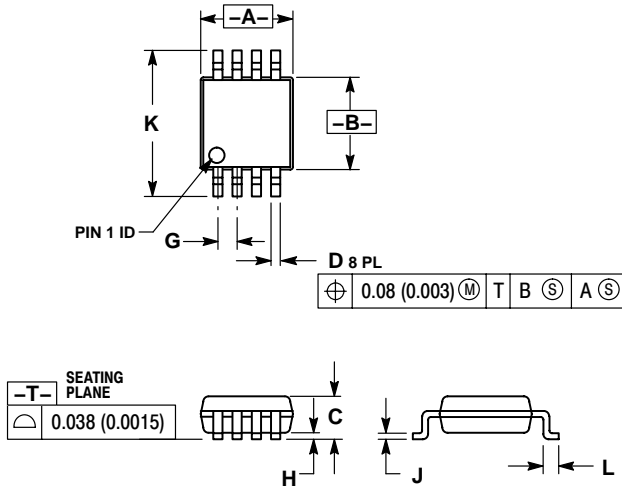 –A–
K
–B–
PIN 1 ID
G
D 8 PL
⌖ 0.08 (0.003) Ⓜ T B Ⓢ A Ⓢ
–T– SEATING
PLANE
⌓ 0.038 (0.0015)
C
H
J
L